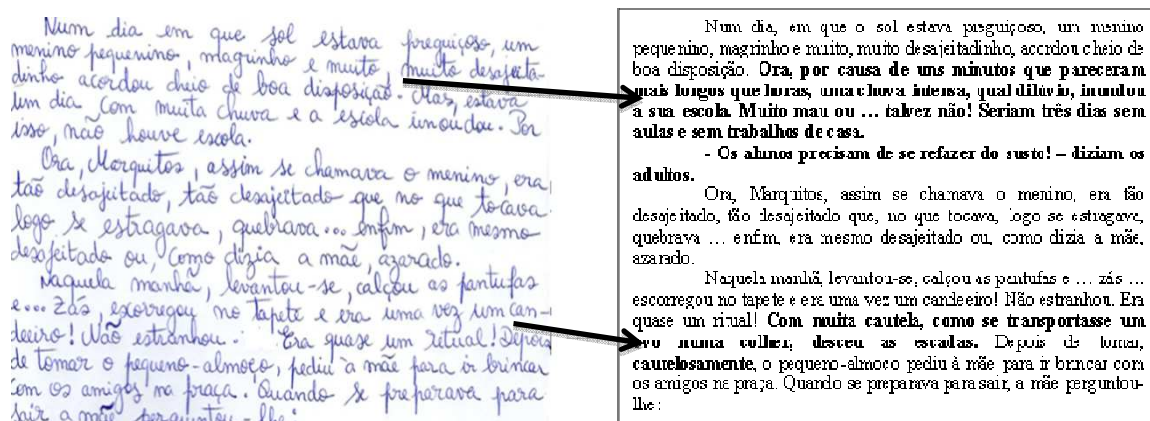 Num dia em que sol estava preguiçoso, um
menino pequenino, magrinho e muito, muito desajeita-
dinho acordou cheio de boa disposição. Mas, estava
um dia com muita chuva e a escola inoudou. Por
isso, não houve escola.
Ora, Marquitos, assim se chamava o menino, era
tão desajeitado, tão desajeitado que no que tocava
logo se estragava, quebrava... enfim, era mesmo
desajeitado ou, como dizia a mãe, azarado.
Naquela manhã, levantou-se, calçou as pantufas
e... Zás, escorregou no tapete e era uma vez um can-
deeiro! Não estranhou. Era quase um ritual! Depois
de tomar o pequeno-almoço, pediu à mãe para ir brincar
com os amigos na praça. Quando se preparava para
sair a mãe perguntou-lhe:
Num dia, em que o sol estava preguiçoso, um menino
pequenino, magrinho e muito, muito desajeitadinho, acordou cheio de
boa disposição. Ora, por causa de uns minutos que pareceram
mais longos que horas, uma chuva intensa, qual dilúvio, inundou
a sua escola. Muito mau ou ... talvez não! Seriam três dias sem
aulas e sem trabalhos de casa.
- Os alunos precisam de se refazer do susto! – diziam os
adultos.
Ora, Marquitos, assim se chamava o menino, era tão
desajeitado, tão desajeitado que, no que tocava, logo se estragava,
quebrava ... enfim, era mesmo desajeitado ou, como dizia a mãe,
azarado.
Naquela manhã, levantou-se, calçou as pantufas e ... zás ...
escorregou no tapete e era uma vez um candeeiro! Não estranhou. Era
quase um ritual! Com muita cautela, como se transportasse um
ovo numa colher, desceu as escadas. Depois de tomar,
cautelosamente, o pequeno-almoço pediu à mãe para ir brincar com
os amigos na praça. Quando se preparava para sair, a mãe perguntou-
lhe: